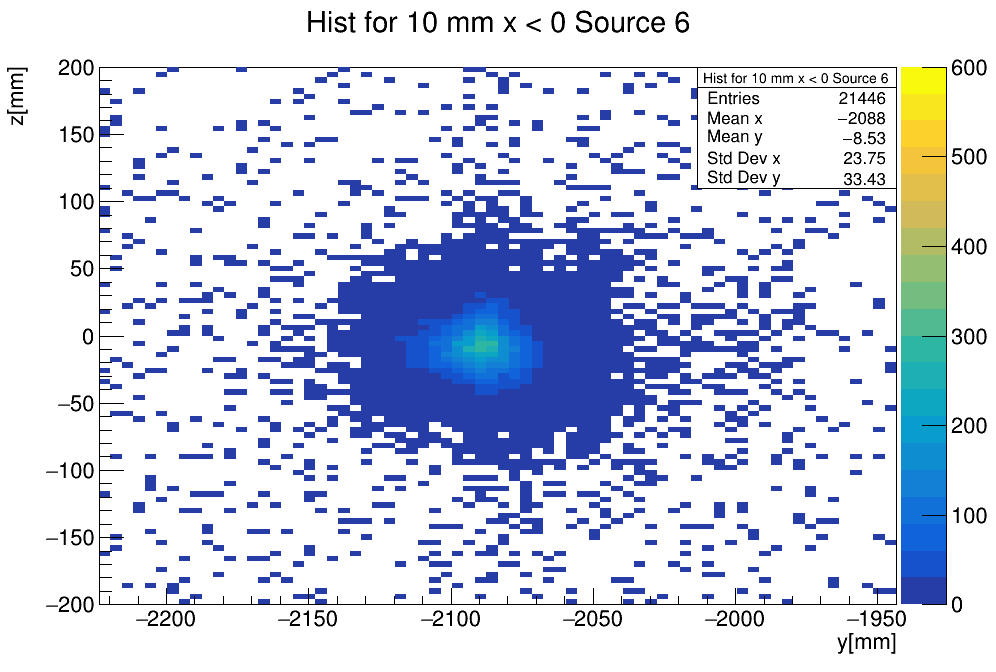 Hist for 10 mm x < 0 Source 6
z[mm]
200
150
100
50
0
−50
−100
−150
−200
Hist for 10 mm x < 0 Source 6
Entries 21446
Mean x −2088
Mean y −8.53
Std Dev x 23.75
Std Dev y 33.43
600
500
400
300
200
100
0
−2200 −2150 −2100 −2050 −2000 −1950
y[mm]